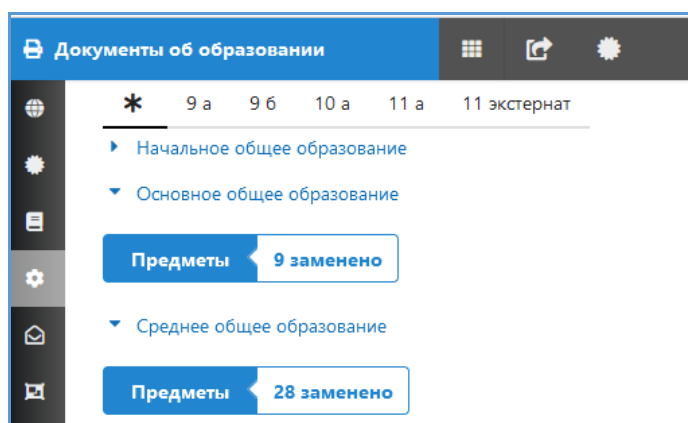 Документы об образовании
* 9 а 9 б 10 а 11 а 11 экстернат
Начальное общее образование
Основное общее образование
Предметы 9 заменено
Среднее общее образование
Предметы 28 заменено